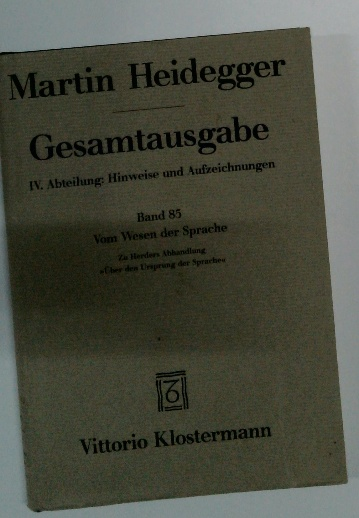 Martin Heidegger
Gesamtausgabe
IV. Abteilung: Hinweise und Aufzeichnungen
Band 85
Vom Wesen der Sprache
Zu Herders Abhandlung
»Über den Ursprung der Sprache«
Vittorio Klostermann